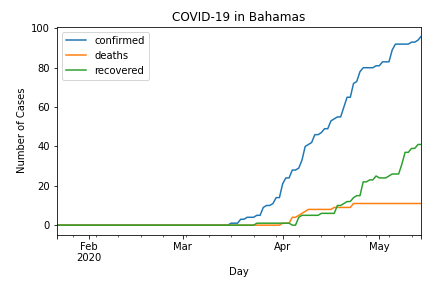 COVID-19 in Bahamas
confirmed
deaths
recovered
100
80
60
40
20
0
Number of Cases
Feb
2020
Mar
Apr
May
Day